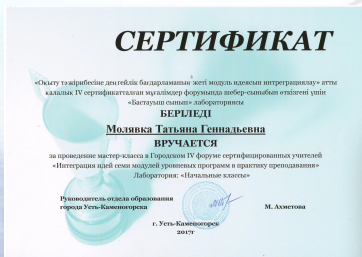 СЕРТИФИКАТ
«Оқыту тәжірибесіне деңгейлік бағдарламаның жеті модуль идеясын интреграциялау» атты
қалалық IV сертификатталған мұғалімдер форумында шебер-сыныбын өткізгені үшін
«Бастауыш сынып» лабораториясы
БЕРІЛЕДІ
Молявка Татьяна Геннадьевна
ВРУЧАЕТСЯ
за проведение мастер-класса в Городском IV форуме сертифицированных учителей
«Интеграция идей семи модулей уровневых программ в практику преподавания»
Лаборатория: «Начальные классы»
Руководитель отдела образования
города Усть-Каменогорска
М. Ахметова
г. Усть-Каменогорск
2017г